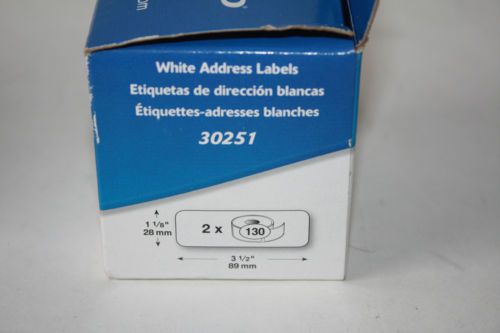 White Address Labels
Etiquetas de dirección blancas
Étiquettes-adresses blanches
30251
1 1/8"
28 mm
2 x 130
3 1/2"
89 mm